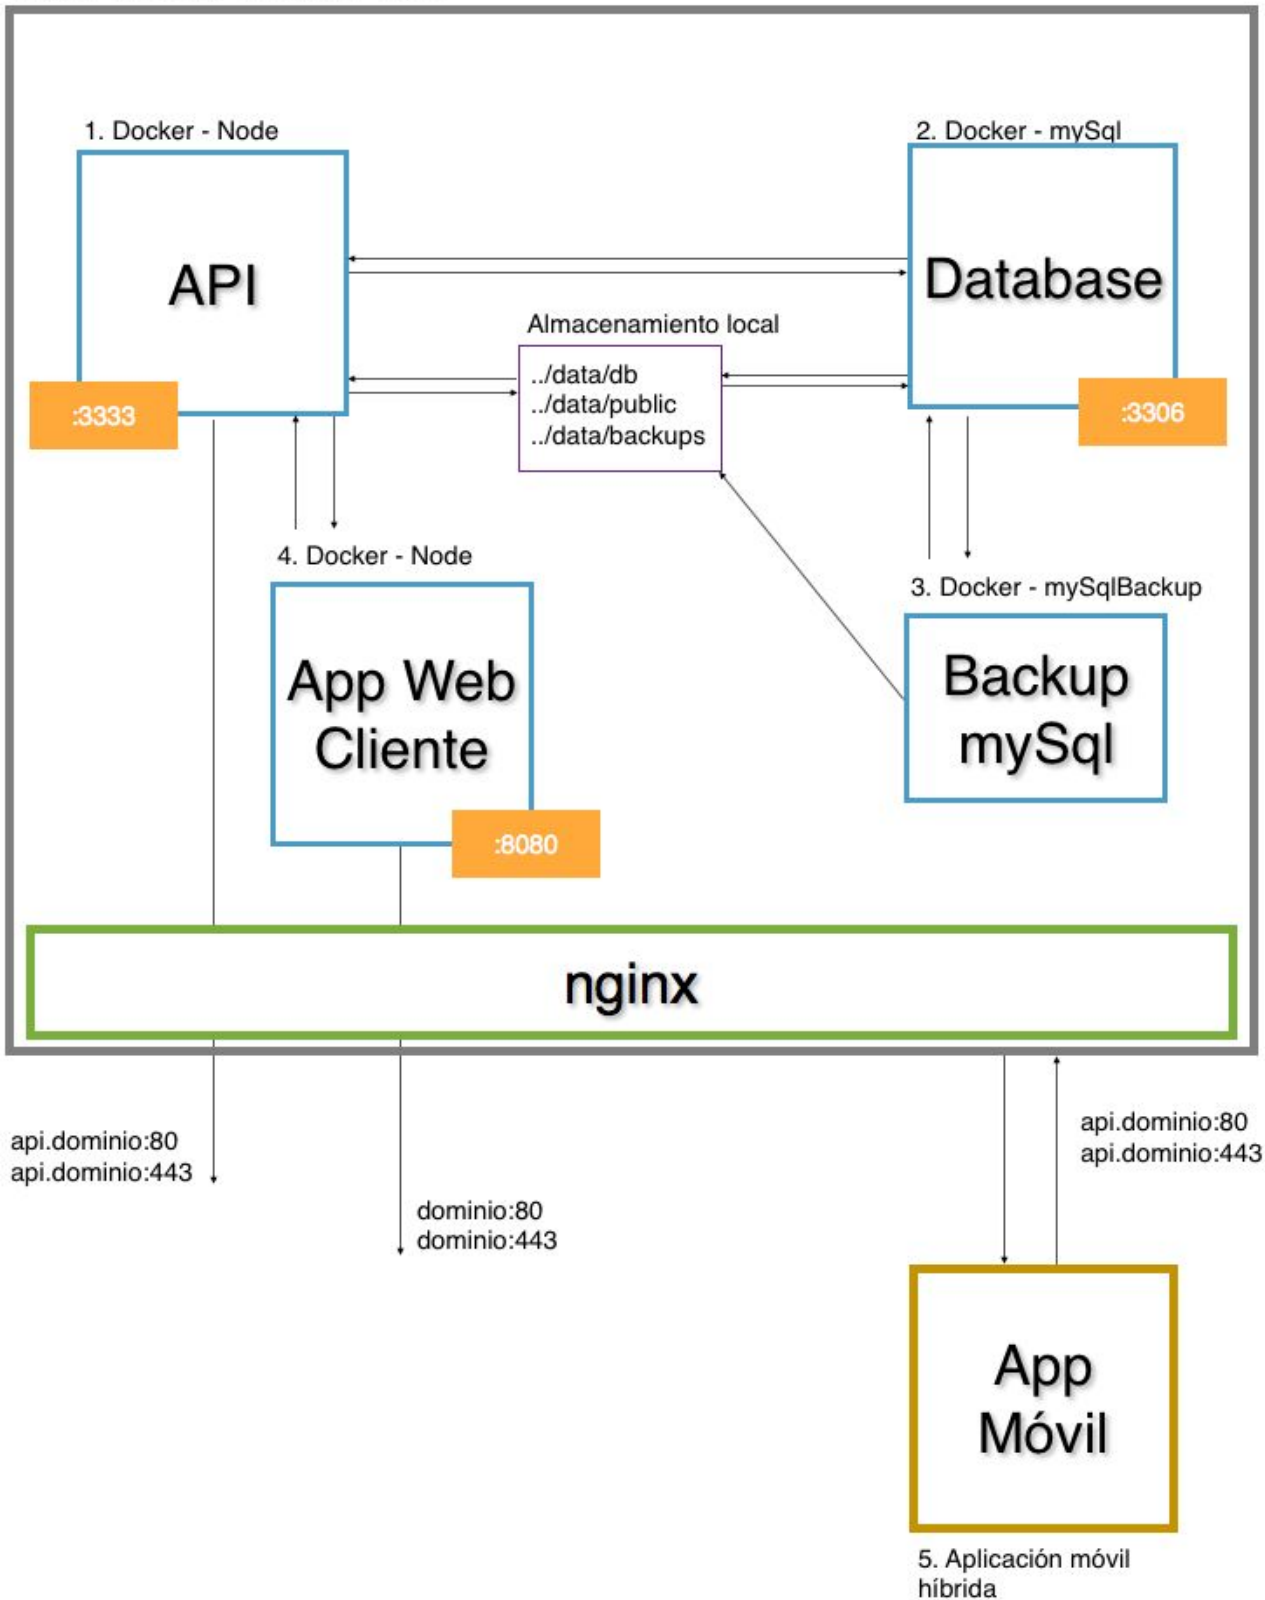 1. Docker - Node
2. Docker - mySql
API
Database
Almacenamiento local
../data/db
../data/public
../data/backups
:3333
:3306
4. Docker - Node
3. Docker - mySqlBackup
App Web
Cliente
Backup
mySql
:8080
nginx
api.dominio:80
api.dominio:443
api.dominio:80
api.dominio:443
dominio:80
dominio:443
App
Móvil
5. Aplicación móvil
híbrida